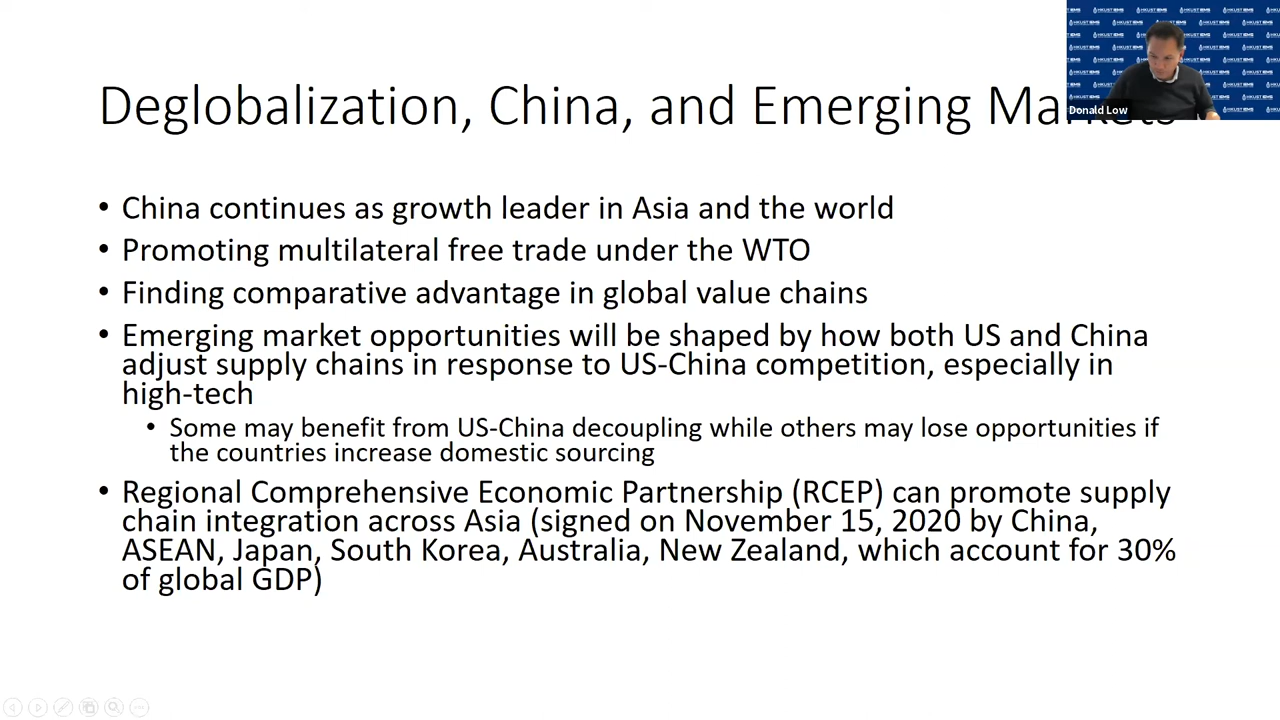 Deglobalization, China, and Emerging Markets
Donald Low
• China continues as growth leader in Asia and the world
• Promoting multilateral free trade under the WTO
• Finding comparative advantage in global value chains
• Emerging market opportunities will be shaped by how both US and China
adjust supply chains in response to US-China competition, especially in
high-tech
• Some may benefit from US-China decoupling while others may lose opportunities if
the countries increase domestic sourcing
• Regional Comprehensive Economic Partnership (RCEP) can promote supply
chain integration across Asia (signed on November 15, 2020 by China,
ASEAN, Japan, South Korea, Australia, New Zealand, which account for 30%
of global GDP)